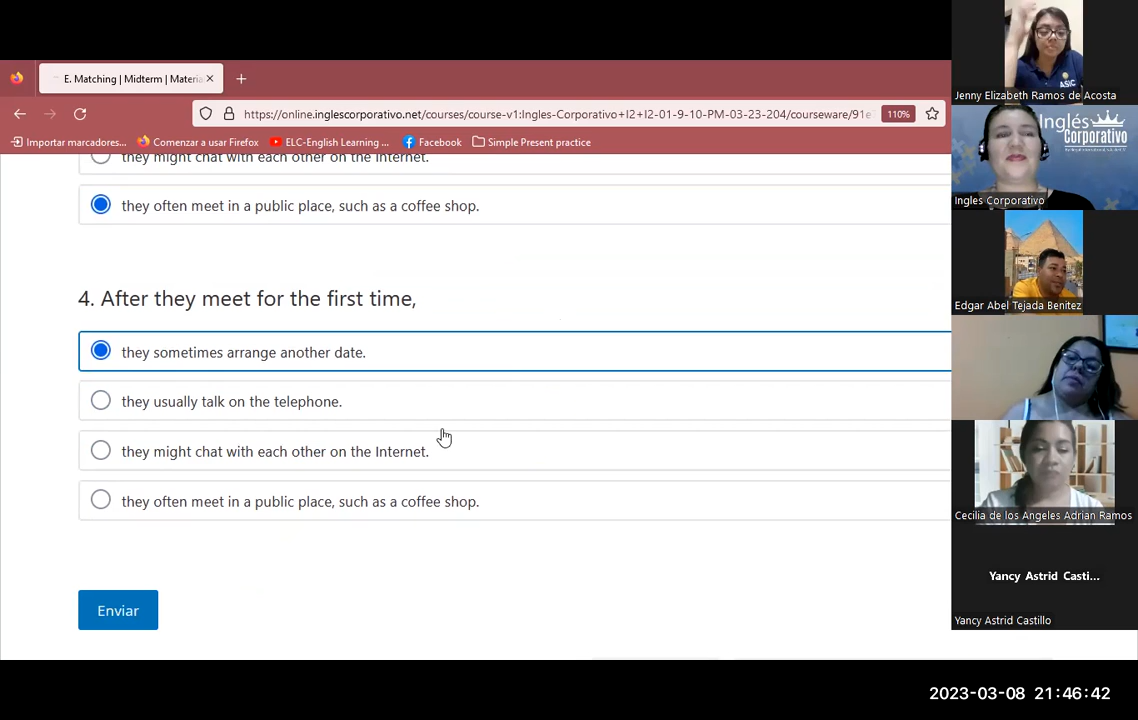 E. Matching | Midterm | Materia
https://online.inglescorporativo.net/courses/course-v1:Ingles-Corporativo+I2+I2-01-9-10-PM-03-23-204/courseware/91e
110%
Importar marcadores...
Comenzar a usar Firefox
ELC-English Learning ...
Facebook
Simple Present practice
they might chat with each other on the Internet.
they often meet in a public place, such as a coffee shop.
4. After they meet for the first time,
they sometimes arrange another date.
they usually talk on the telephone.
they might chat with each other on the Internet.
they often meet in a public place, such as a coffee shop.
Enviar
ASIC
Jenny Elizabeth Ramos de Acosta
Inglés
Corporativo
Ingles Corporativo
Edgar Abel Tejada Benitez
Cecilia de los Angeles Adrian Ramos
Yancy Astrid Casti...
Yancy Astrid Castillo
2023-03-08 21:46:42